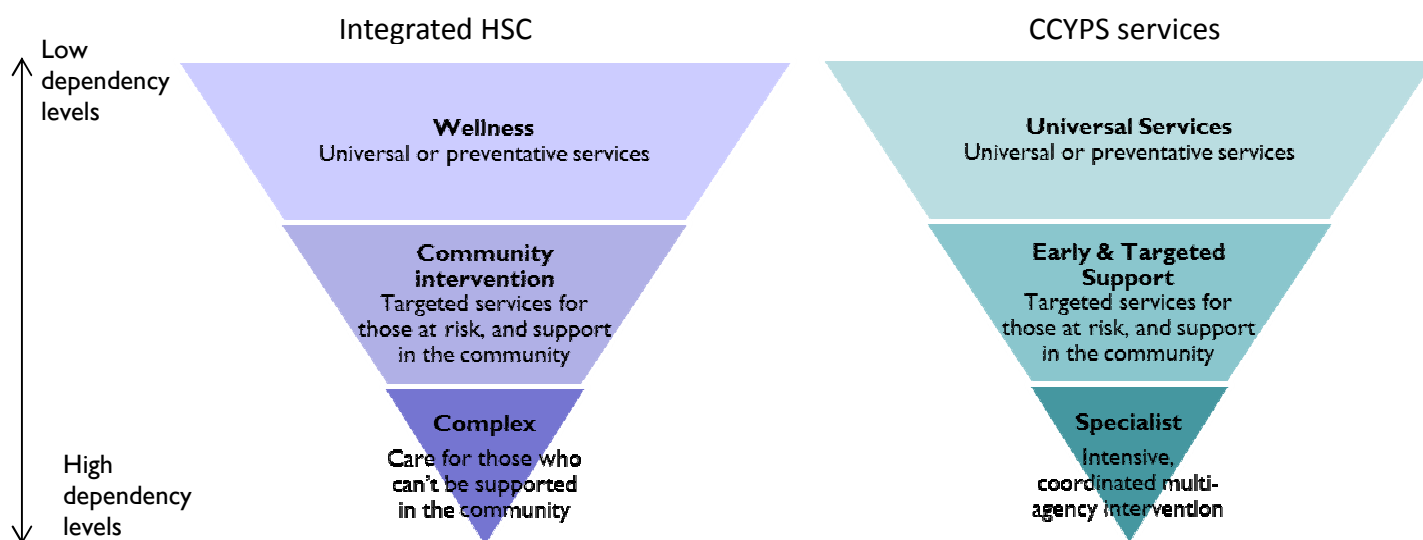 Integrated HSC
CCYPS services
Low
dependency
levels
Wellness
Universal or preventative services
Universal Services
Universal or preventative services
Community
intervention
Targeted services for
those at risk, and support
in the community
Early & Targeted
Support
Targeted services for
those at risk, and support
in the community
High
dependency
levels
Complex
Care for those who
can't be supported
in the community
Specialist
Intensive,
coordinated multi-
agency intervention